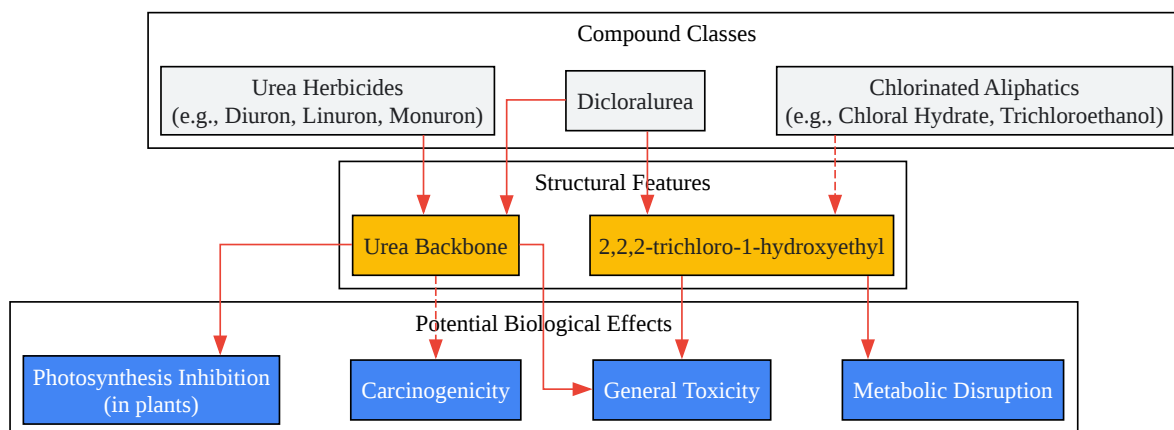 Compound Classes
Urea Herbicides
(e.g., Diuron, Linuron, Monuron)
Dicloralurea
Chlorinated Aliphatics
(e.g., Chloral Hydrate, Trichloroethanol)
Structural Features
Urea Backbone
2,2,2-trichloro-1-hydroxyethyl
Potential Biological Effects
Photosynthesis Inhibition
(in plants)
Carcinogenicity
General Toxicity
Metabolic Disruption